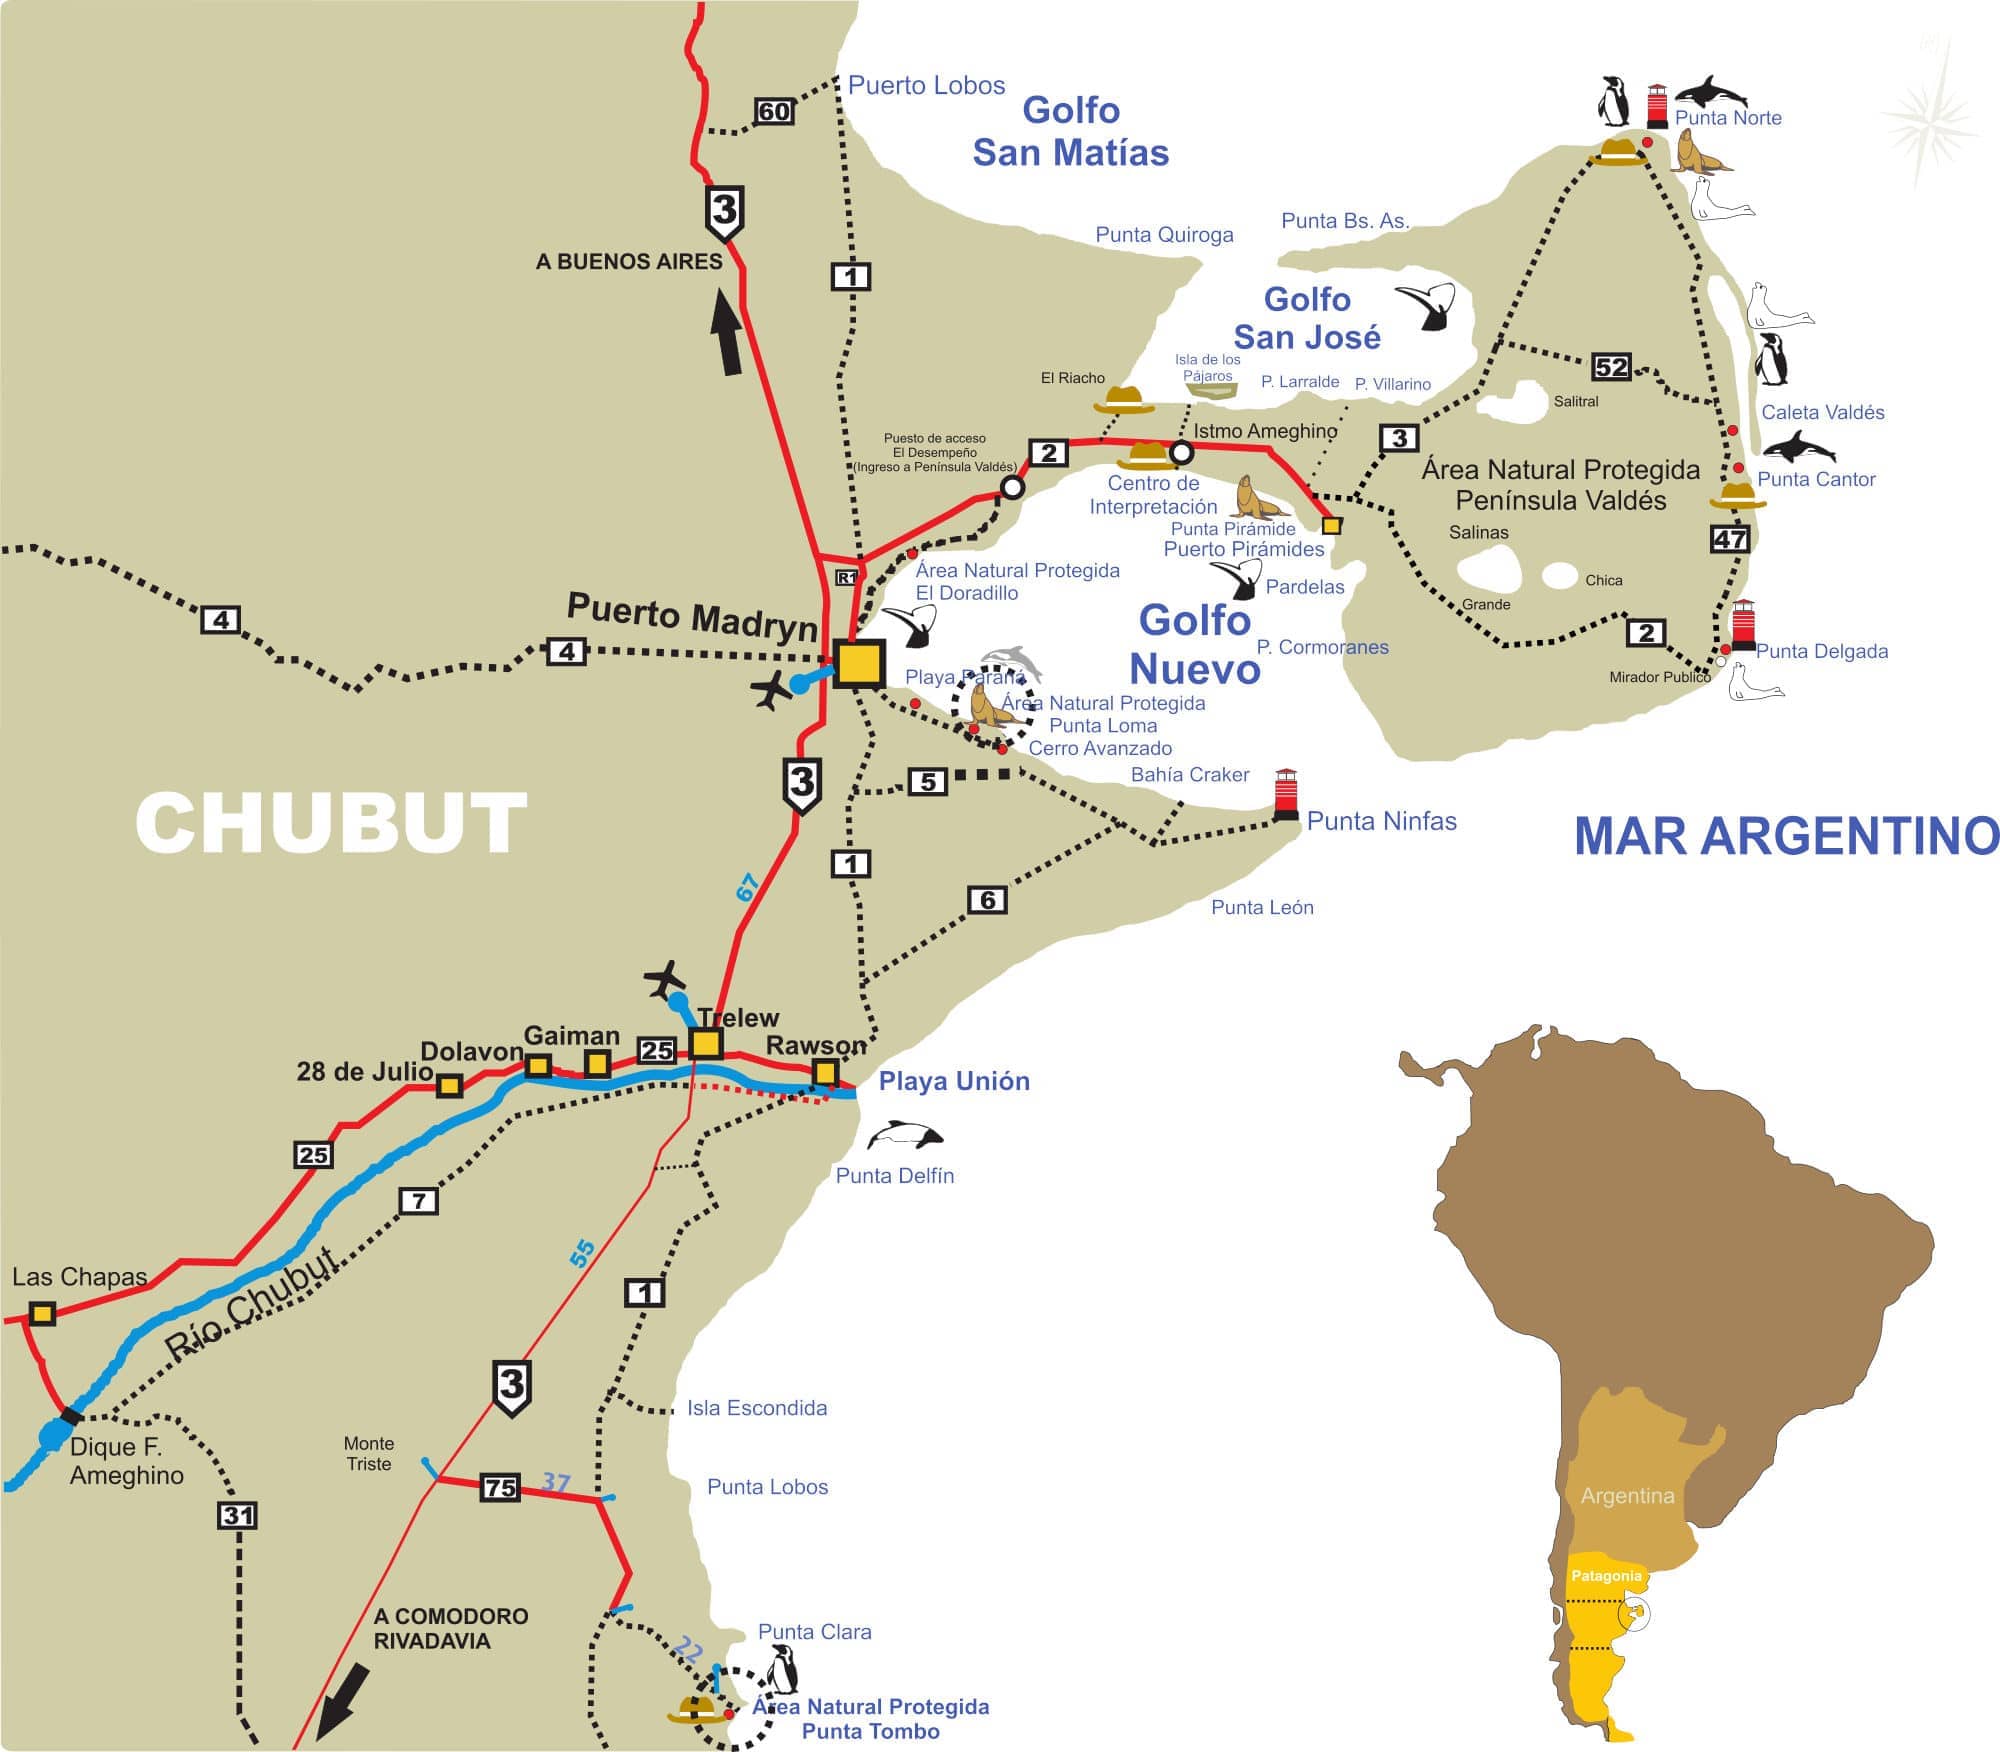 Puerto Lobos
60
Golfo
San Matías
Punta Norte
3
A BUENOS AIRES
1
Punta Quiroga
Punta Bs. As.
Golfo
San José
Isla de los
Pájaros
P. Larralde
P. Villarino
El Riacho
52
Salitral
Caleta Valdés
Istmo Ameghino
3
Puesto de acceso
El Desempeño
(Ingreso a Península Valdés)
2
Área Natural Protegida
Península Valdés
Punta Cantor
Centro de
Interpretación
Punta Pirámide
Puerto Pirámides
Salinas
47
Chica
Grande
R1
Área Natural Protegida
El Doradillo
Pardelas
4
4
Puerto Madryn
Golfo
Nuevo
P. Cormoranes
2
Punta Delgada
Mirador Publico
Playa Paraná
Área Natural Protegida
Punta Loma
Cerro Avanzado
3
5
Bahía Craker
Punta Ninfas
CHUBUT
MAR ARGENTINO
1
67
6
Punta León
Trelew
Gaiman
Dolavon
25
Rawson
28 de Julio
Playa Unión
25
Punta Delfín
7
55
Las Chapas
Río Chubut
1
3
Isla Escondida
Dique F.
Ameghino
Monte
Triste
75
37
Punta Lobos
31
A COMODORO
RIVADAVIA
22
Punta Clara
Área Natural Protegida
Punta Tombo
Argentina
Patagonia